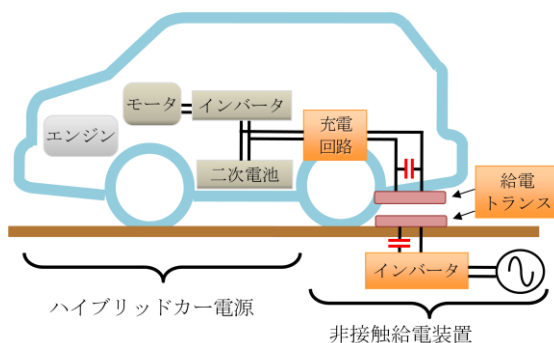 モータ
インバータ
エンジン
充電
回路
二次電池
給電
トランス
インバータ
ハイブリッドカー電源
非接触給電装置